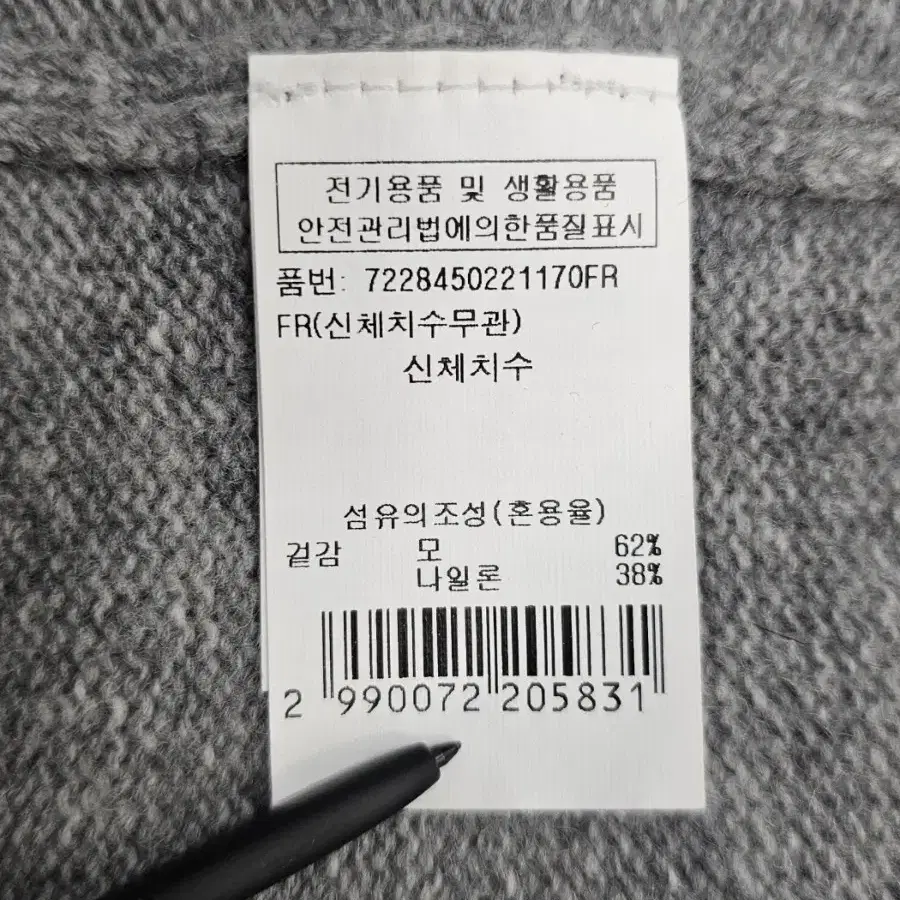 전기용품 및 생활용품
안전관리법에의한품질표시
품번: 7228450221170FR
FR(신체치수무관)
신체치수
섬유의조성(혼용율)
겉감 모 62%
나일론 38%
2 990072 205831